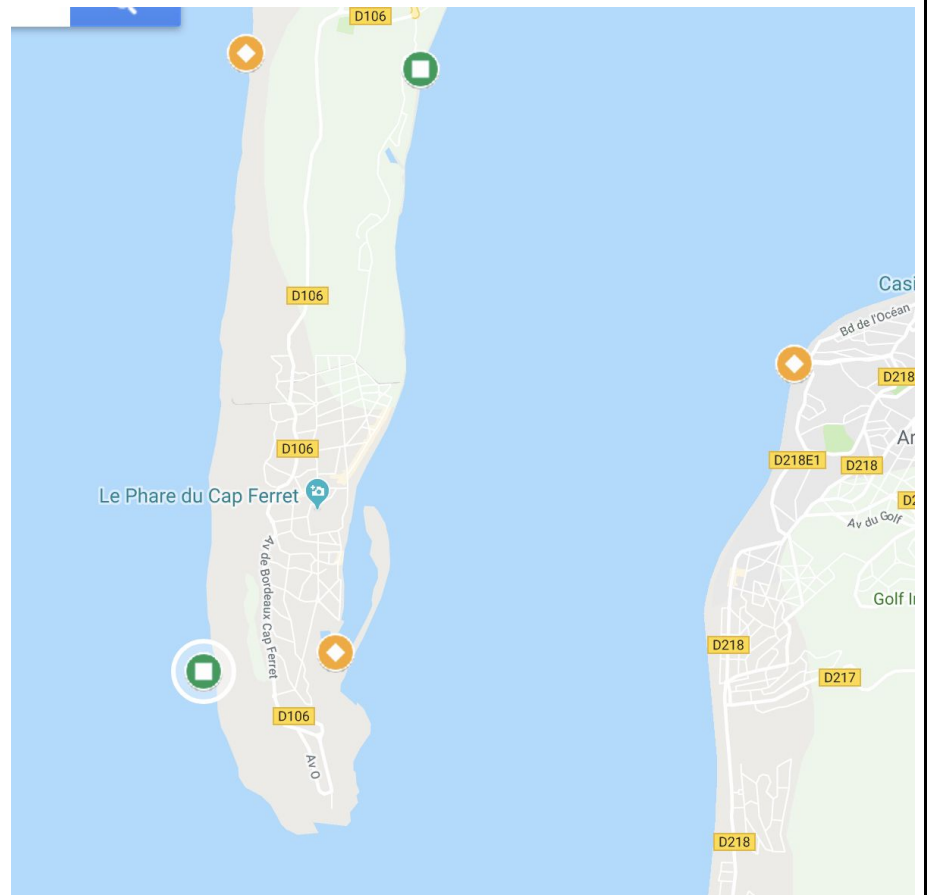 D106
D106
Casi
Bd de l'Océan
D218
D106
Ar
D218E1
D218
Le Phare du Cap Ferret
D2
Av du Golf
Av de Bordeaux Cap Ferret
Golf I
D218
D217
D106
Av O
D218